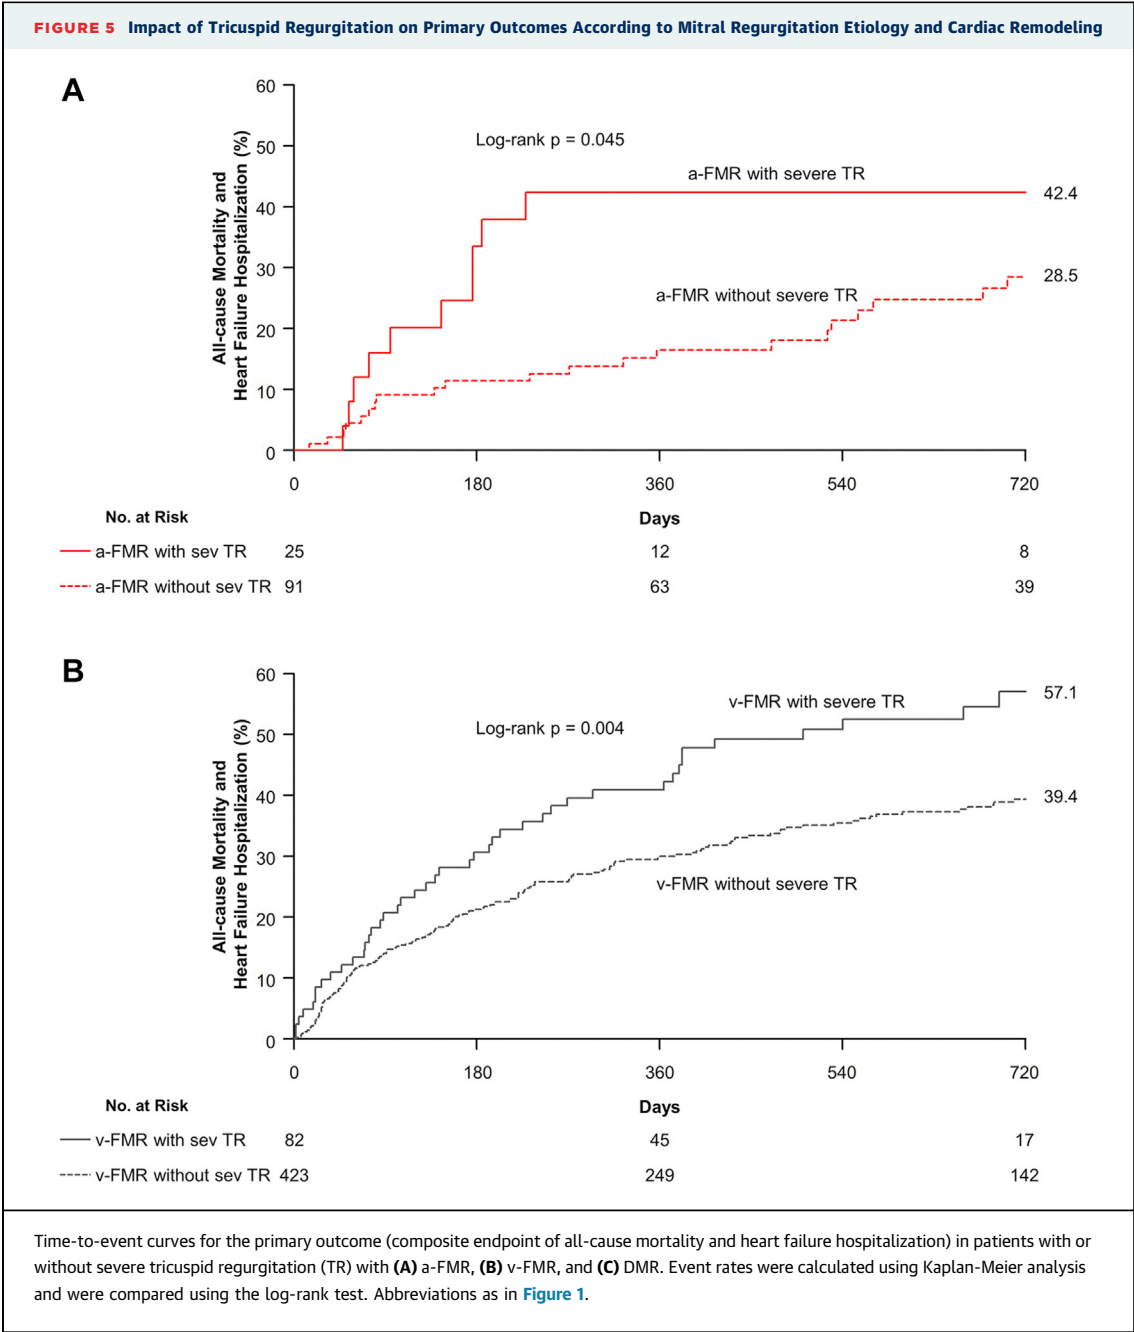 FIGURE 5 Impact of Tricuspid Regurgitation on Primary Outcomes According to Mitral Regurgitation Etiology and Cardiac Remodeling
A
All-cause Mortality and
Heart Failure Hospitalization (%)
60
50
40
30
20
10
0
Log-rank p = 0.045
a-FMR with severe TR
42.4
a-FMR without severe TR
28.5
0 180 360 540 720
No. at Risk Days
a-FMR with sev TR 25 12 8
a-FMR without sev TR 91 63 39
B
All-cause Mortality and
Heart Failure Hospitalization (%)
60
50
40
30
20
10
0
Log-rank p = 0.004
v-FMR with severe TR
57.1
v-FMR without severe TR
39.4
0 180 360 540 720
No. at Risk Days
v-FMR with sev TR 82 45 17
v-FMR without sev TR 423 249 142
Time-to-event curves for the primary outcome (composite endpoint of all-cause mortality and heart failure hospitalization) in patients with or
without severe tricuspid regurgitation (TR) with (A) a-FMR, (B) v-FMR, and (C) DMR. Event rates were calculated using Kaplan-Meier analysis
and were compared using the log-rank test. Abbreviations as in Figure 1.